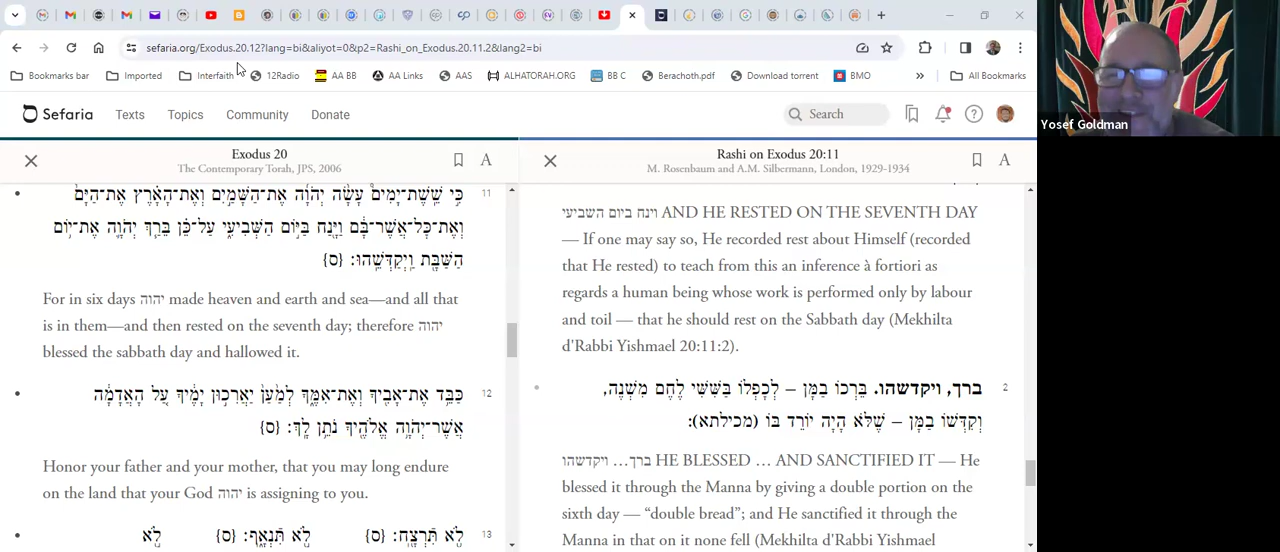 sefaria.org/Exodus.20.12?lang=bi&aliyot=0&p2=Rashi_on_Exodus.20.11.2&lang2=bi
Bookmarks bar Imported Interfaith 12Radio AA BB AA Links AAS ALHATORAH.ORG BB C Berachoth.pdf Download torrent BMO » All Bookmarks
Sefaria Texts Topics Community Donate Search
Yosef Goldman
Exodus 20
The Contemporary Torah, JPS, 2006
11 כִּ֣י שֵֽׁשֶׁת־יָמִים֩ עָשָׂ֨ה יְהֹוָ֜ה אֶת־הַשָּׁמַ֣יִם וְאֶת־הָאָ֗רֶץ אֶת־הַיָּם֙
וְאֶת־כׇּל־אֲשֶׁר־בָּ֔ם וַיָּ֖נַח בַּיּ֣וֹם הַשְּׁבִיעִ֑י עַל־כֵּ֗ן בֵּרַ֧ךְ יְהֹוָ֛ה אֶת־י֥וֹם
הַשַּׁבָּ֖ת וַֽיְקַדְּשֵֽׁהוּ׃ {ס}
For in six days יהוה made heaven and earth and sea—and all that
is in them—and then rested on the seventh day; therefore יהוה
blessed the sabbath day and hallowed it.
12 כַּבֵּ֥ד אֶת־אָבִ֖יךָ וְאֶת־אִמֶּ֑ךָ לְמַ֙עַן֙ יַאֲרִכ֣וּן יָמֶ֔יךָ עַ֚ל הָאֲדָמָ֔ה
אֲשֶׁר־יְהֹוָ֥ה אֱלֹהֶ֖יךָ נֹתֵ֥ן לָֽךְ׃ {ס}
Honor your father and your mother, that you may long endure
on the land that your God יהוה is assigning to you.
13 לֹ֥א תִּרְצָ֖ח׃ {ס} לֹ֣א תִּנְאָ֑ף׃ {ס} לֹ֣א
Rashi on Exodus 20:11
M. Rosenbaum and A.M. Silbermann, London, 1929-1934
וינח ביום השביעי AND HE RESTED ON THE SEVENTH DAY
— If one may say so, He recorded rest about Himself (recorded
that He rested) to teach from this an inference à fortiori as
regards a human being whose work is performed only by labour
and toil — that he should rest on the Sabbath day (Mekhilta
d'Rabbi Yishmael 20:11:2).
2 ברך, ויקדשהו. בֵּרְכוֹ בַמָּן – לְכָפְלוֹ בַּשִּׁשִּׁי לֶחֶם מִשְׁנֶה,
וְקִדְּשׁוֹ בַמָּן – שֶׁלֹּא הָיָה יוֹרֵד בּוֹ (מכילתא):
ברך… ויקדשהו HE BLESSED … AND SANCTIFIED IT — He
blessed it through the Manna by giving a double portion on the
sixth day — “double bread”; and He sanctified it through the
Manna in that on it none fell (Mekhilta d'Rabbi Yishmael